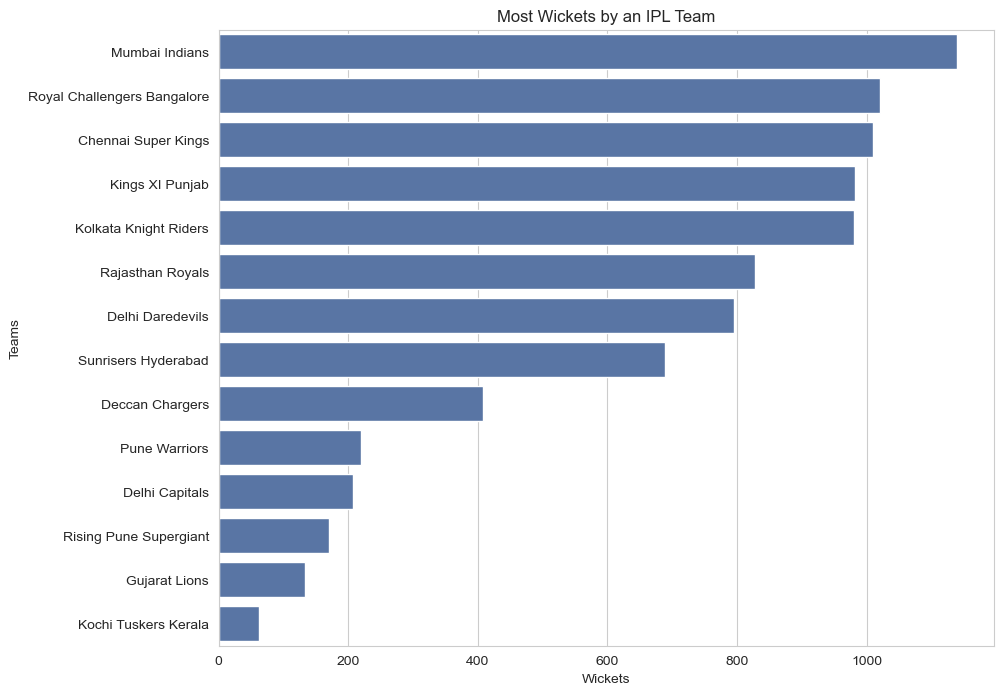 Most Wickets by an IPL Team
Mumbai Indians
Royal Challengers Bangalore
Chennai Super Kings
Kings XI Punjab
Kolkata Knight Riders
Rajasthan Royals
Delhi Daredevils
Sunrisers Hyderabad
Deccan Chargers
Pune Warriors
Delhi Capitals
Rising Pune Supergiant
Gujarat Lions
Kochi Tuskers Kerala
Teams
0 200 400 600 800 1000
Wickets